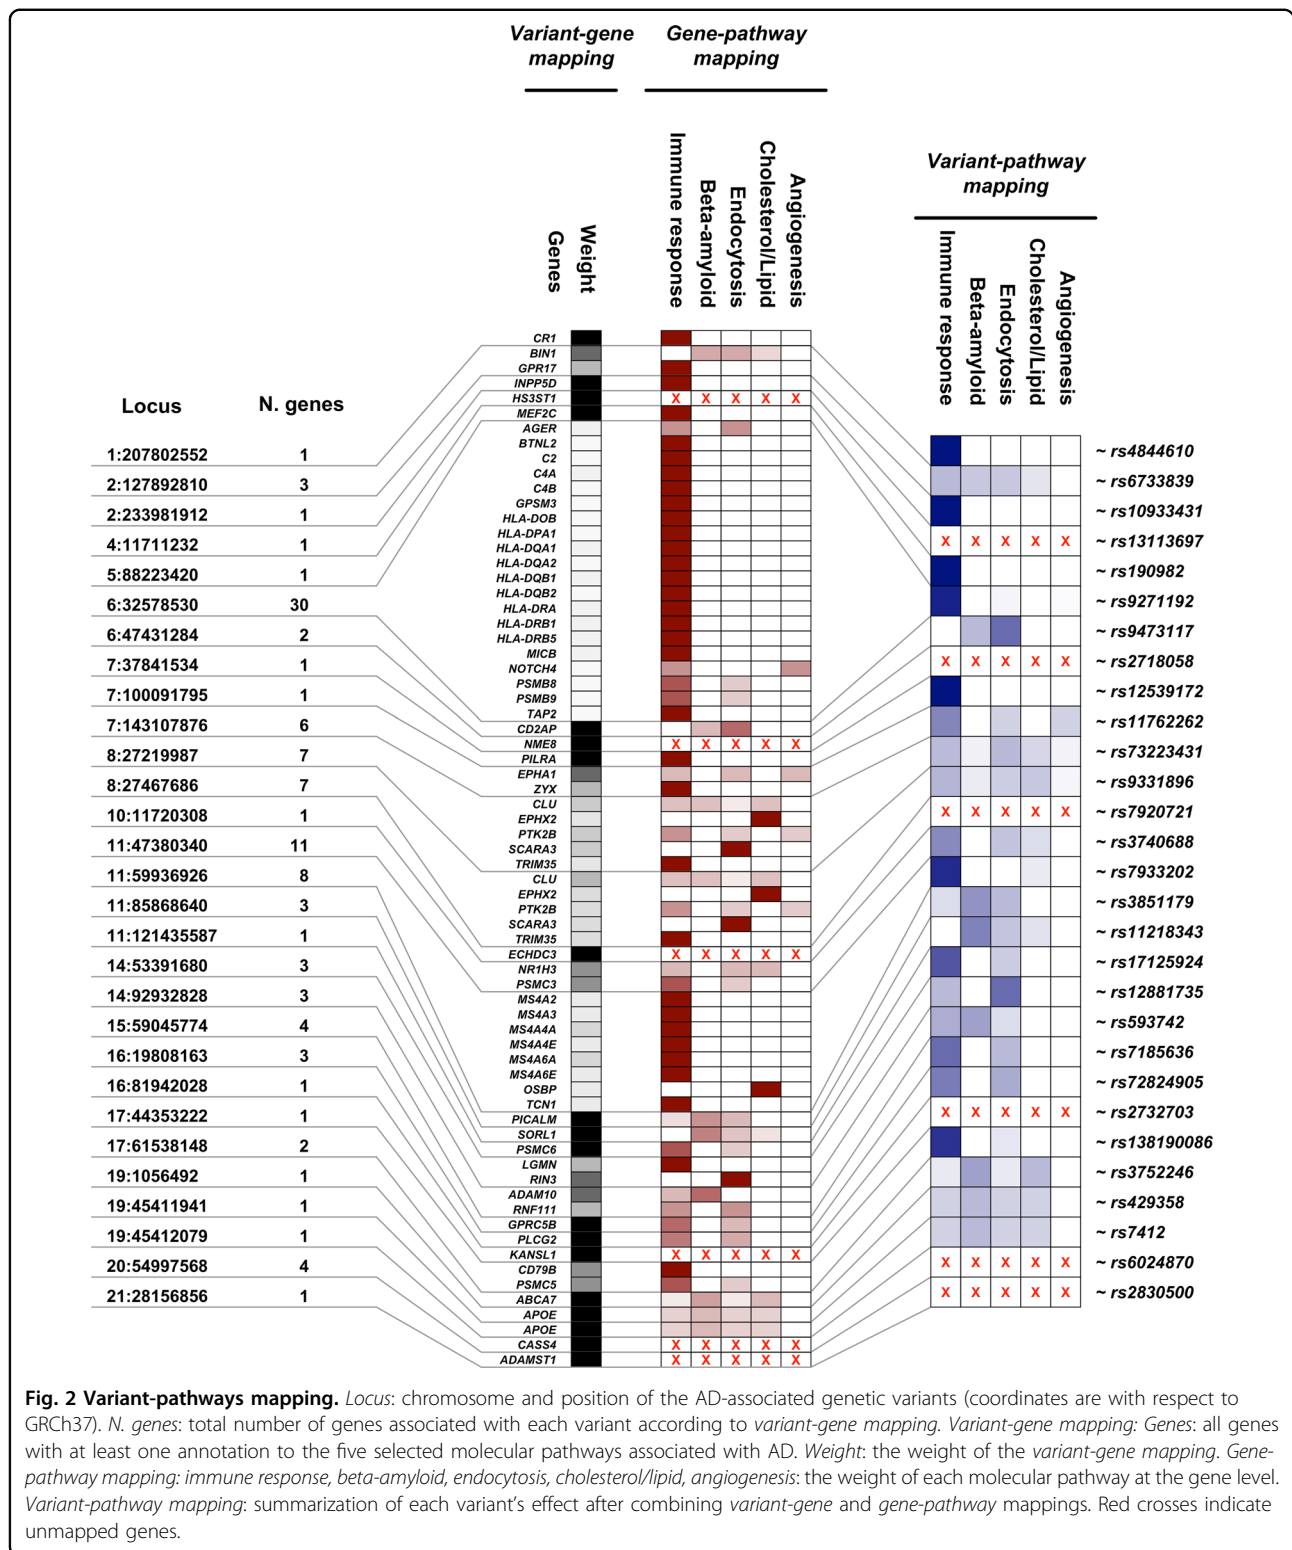 Variant-gene mapping
Gene-pathway mapping
Variant-pathway mapping
Genes
Weight
Immune response
Beta-amyloid
Endocytosis
Cholesterol/Lipid
Angiogenesis
Immune response
Beta-amyloid
Endocytosis
Cholesterol/Lipid
Angiogenesis
Locus N. genes
1:207802552 1
2:127892810 3
2:233981912 1
4:11711232 1
5:88223420 1
6:32578530 30
6:47431284 2
7:37841534 1
7:100091795 1
7:143107876 6
8:27219987 7
8:27467686 7
10:11720308 1
11:47380340 11
11:59936926 8
11:85868640 3
11:121435587 1
14:53391680 3
14:92932828 3
15:59045774 4
16:19808163 3
16:81942028 1
17:44353222 1
17:61538148 2
19:1056492 1
19:45411941 1
19:45412079 1
20:54997568 4
21:28156856 1
CR1
BIN1
GPR17
INPP5D
HS3ST1 X X X X X
MEF2C
AGER
BTNL2
C2
C4A
C4B
GPSM3
HLA-DOB
HLA-DPA1
HLA-DQA1
HLA-DQA2
HLA-DQB1
HLA-DQB2
HLA-DRA
HLA-DRB1
HLA-DRB5
MICB
NOTCH4
PSMB8
PSMB9
TAP2
CD2AP
NME8 X X X X X
PILRA
EPHA1
ZYX
CLU
EPHX2
PTK2B
SCARA3
TRIM35
CLU
EPHX2
PTK2B
SCARA3
TRIM35
ECHDC3 X X X X X
NR1H3
PSMC3
MS4A2
MS4A3
MS4A4A
MS4A4E
MS4A6A
MS4A6E
OSBP
TCN1
PICALM
SORL1
PSMC6
LGMN
RIN3
ADAM10
RNF111
GPRC5B
PLCG2
KANSL1 X X X X X
CD79B
PSMC5
ABCA7
APOE
APOE
CASS4 X X X X X
ADAMST1 X X X X X
~ rs4844610
~ rs6733839
~ rs10933431
X X X X X ~ rs13113697
~ rs190982
~ rs9271192
~ rs9473117
X X X X X ~ rs2718058
~ rs12539172
~ rs11762262
~ rs73223431
~ rs9331896
X X X X X ~ rs7920721
~ rs3740688
~ rs7933202
~ rs3851179
~ rs11218343
~ rs17125924
~ rs12881735
~ rs593742
~ rs7185636
~ rs72824905
X X X X X ~ rs2732703
~ rs138190086
~ rs3752246
~ rs429358
~ rs7412
X X X X X ~ rs6024870
X X X X X ~ rs2830500
Fig. 2 Variant-pathways mapping. Locus: chromosome and position of the AD-associated genetic variants (coordinates are with respect to
GRCh37). N. genes: total number of genes associated with each variant according to variant-gene mapping. Variant-gene mapping: Genes: all genes
with at least one annotation to the five selected molecular pathways associated with AD. Weight: the weight of the variant-gene mapping. Gene-
pathway mapping: immune response, beta-amyloid, endocytosis, cholesterol/lipid, angiogenesis: the weight of each molecular pathway at the gene level.
Variant-pathway mapping: summarization of each variant's effect after combining variant-gene and gene-pathway mappings. Red crosses indicate
unmapped genes.